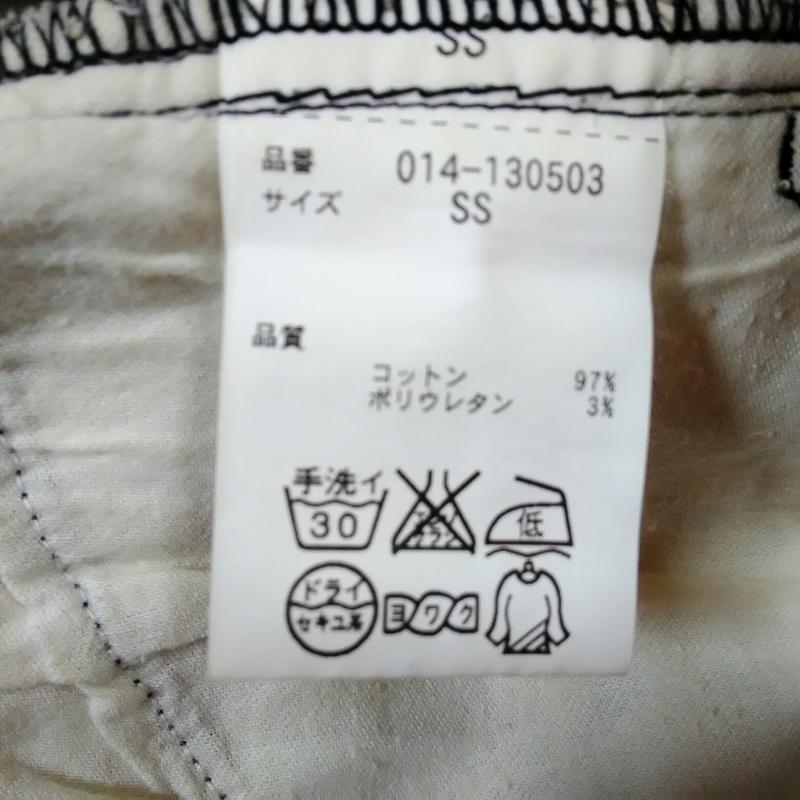 SS
品番 014-130503
サイズ SS
品質
コットン 97%
ポリウレタン 3%
手洗イ
30
低
ドライ
セキユ系
ヨワク